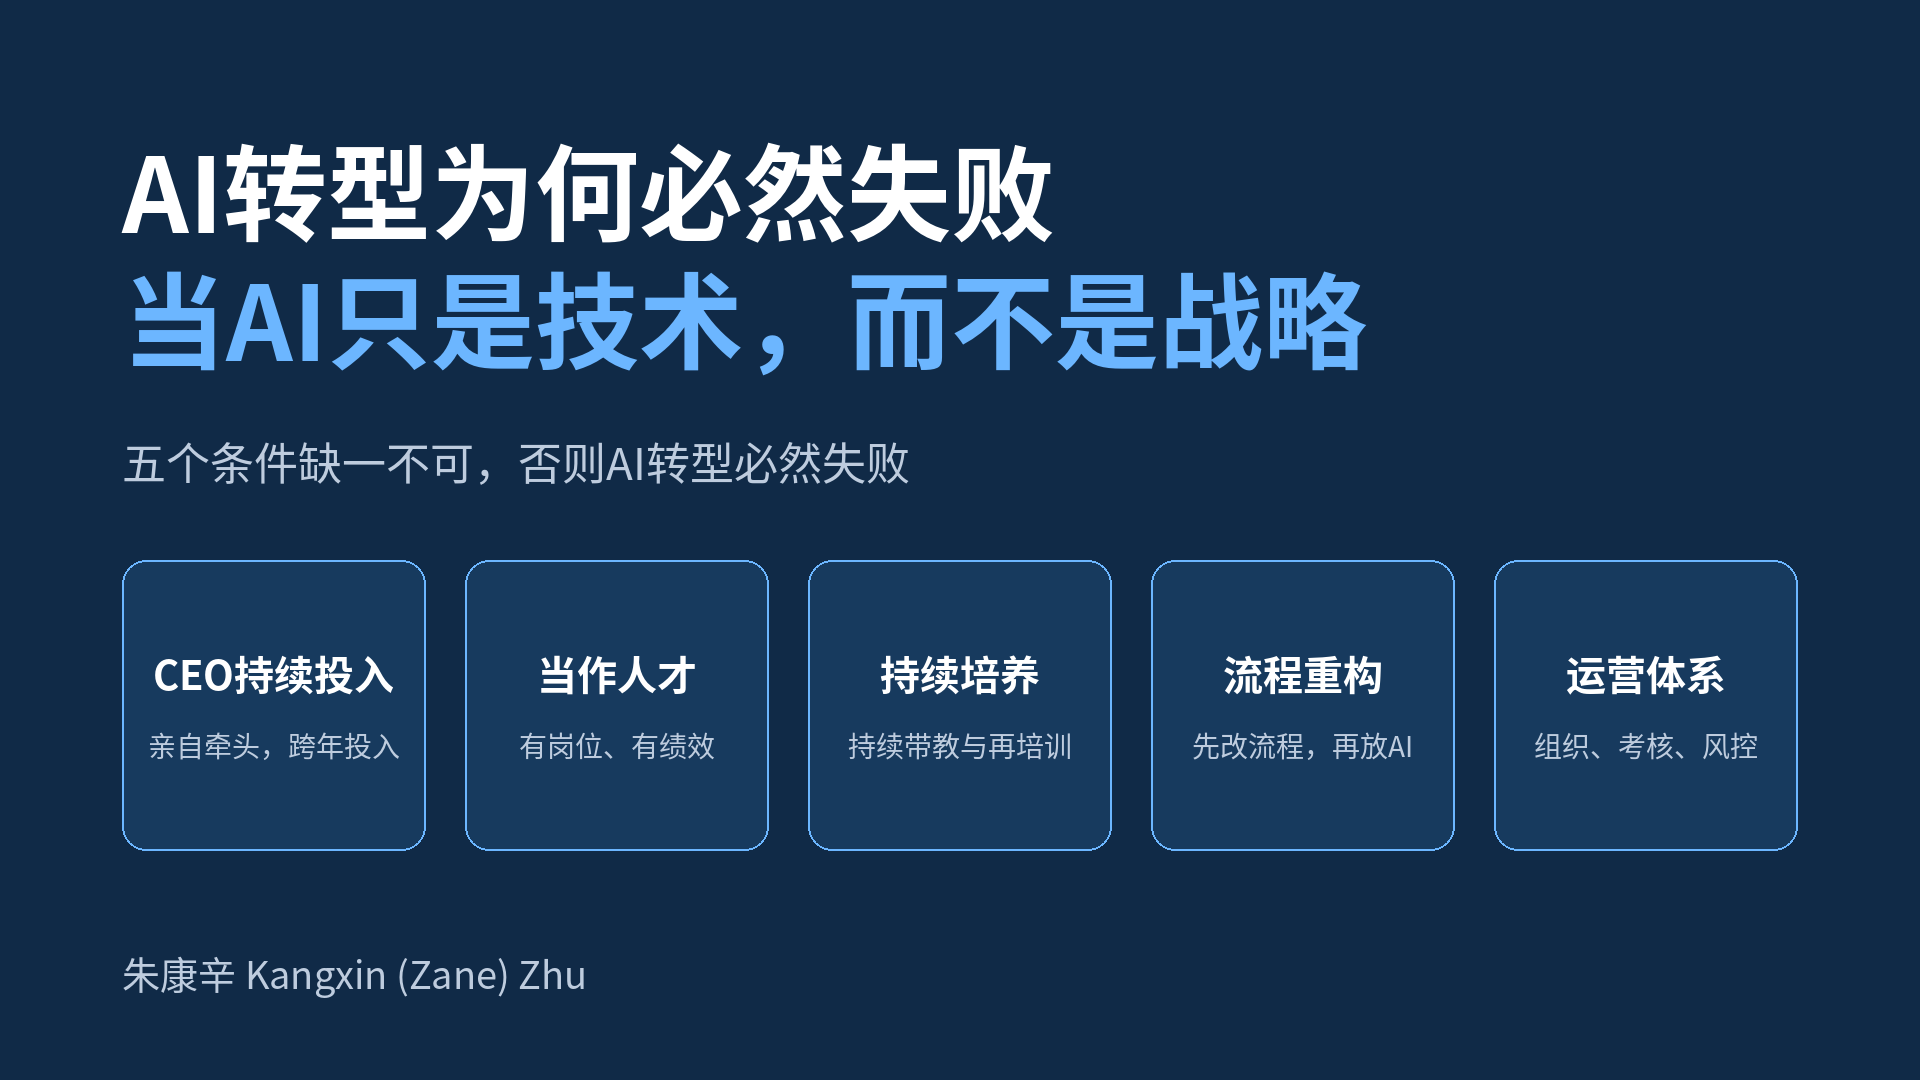 AI转型为何必然失败
当AI只是技术，而不是战略
五个条件缺一不可，否则AI转型必然失败
CEO持续投入
亲自牵头，跨年投入
当作人才
有岗位、有绩效
持续培养
持续带教与再培训
流程重构
先改流程，再放AI
运营体系
组织、考核、风控
朱康辛 Kangxin (Zane) Zhu